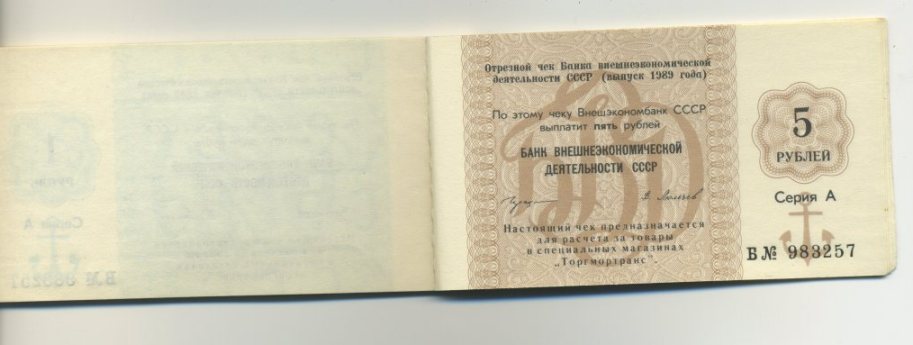 Отрезной чек Банка внешнеэкономической
деятельности СССР (выпуск 1989 года)
По этому чеку Внешэкономбанк СССР
выплатит пять рублей
БАНК ВНЕШНЕЭКОНОМИЧЕСКОЙ
ДЕЯТЕЛЬНОСТИ СССР
Настоящий чек предназначается
для расчета за товары
в специальных магазинах
„Торгмортранс“.
5
РУБЛЕЙ
Серия А
Б № 983257